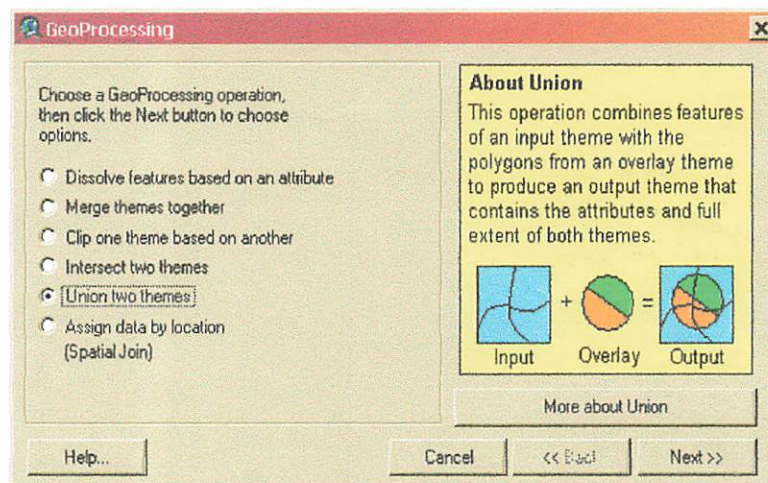 GeoProcessing
Choose a GeoProcessing operation,
then click the Next button to choose
options.
Dissolve features based on an attribute
Merge themes together
Clip one theme based on another
Intersect two themes
Union two themes
Assign data by location
(Spatial Join)
About Union
This operation combines features
of an input theme with the
polygons from an overlay theme
to produce an output theme that
contains the attributes and full
extent of both themes.
+ =
Input Overlay Output
More about Union
Help...
Cancel
<< Back
Next >>